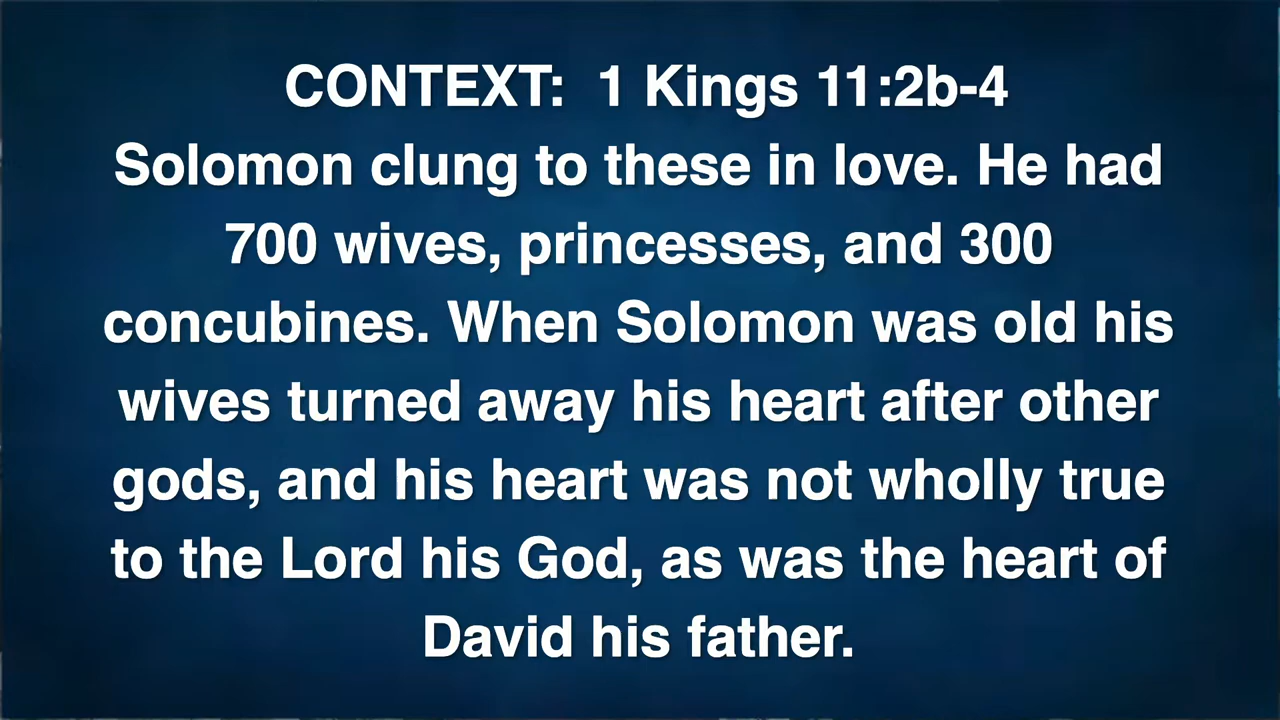 CONTEXT:  1 Kings 11:2b-4
Solomon clung to these in love. He had
700 wives, princesses, and 300
concubines. When Solomon was old his
wives turned away his heart after other
gods, and his heart was not wholly true
to the Lord his God, as was the heart of
David his father.